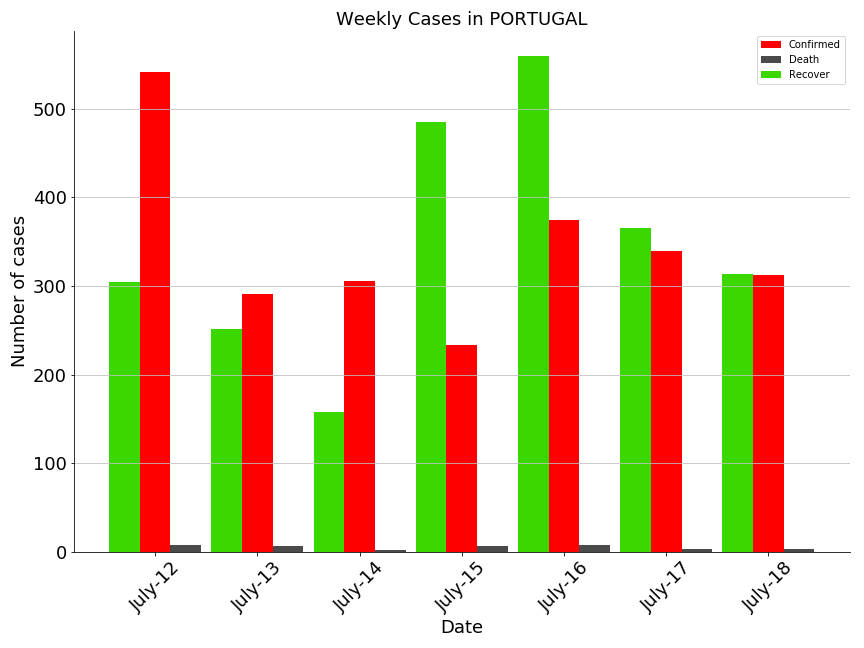 Weekly Cases in PORTUGAL
Confirmed
Death
Recover
Number of cases
500
400
300
200
100
0
July-12
July-13
July-14
July-15
July-16
July-17
July-18
Date